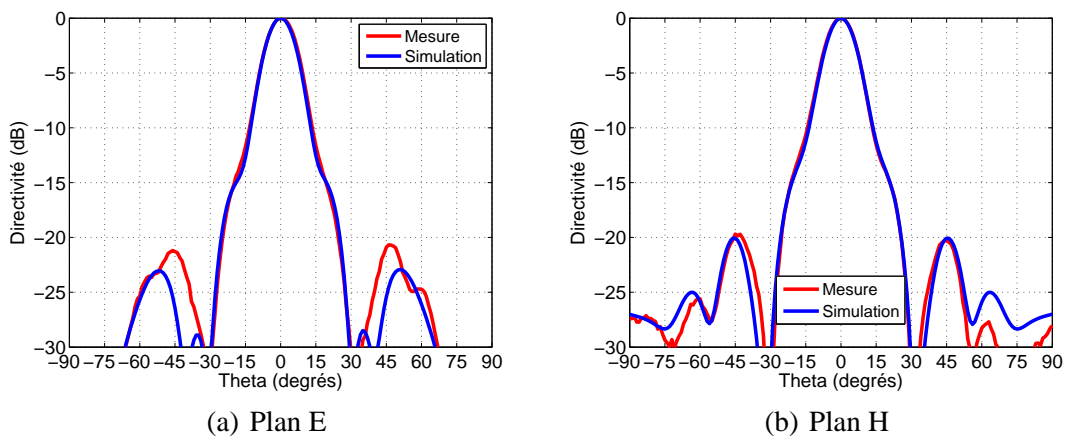 0
−5
−10
−15
−20
−25
−30
Directivité (dB)
Mesure
Simulation
−90 −75 −60 −45 −30 −15 0 15 30 45 60 75 90
Theta (degrés)
(a) Plan E
0
−5
−10
−15
−20
−25
−30
Directivité (dB)
Mesure
Simulation
−90 −75 −60 −45 −30 −15 0 15 30 45 60 75 90
Theta (degrés)
(b) Plan H